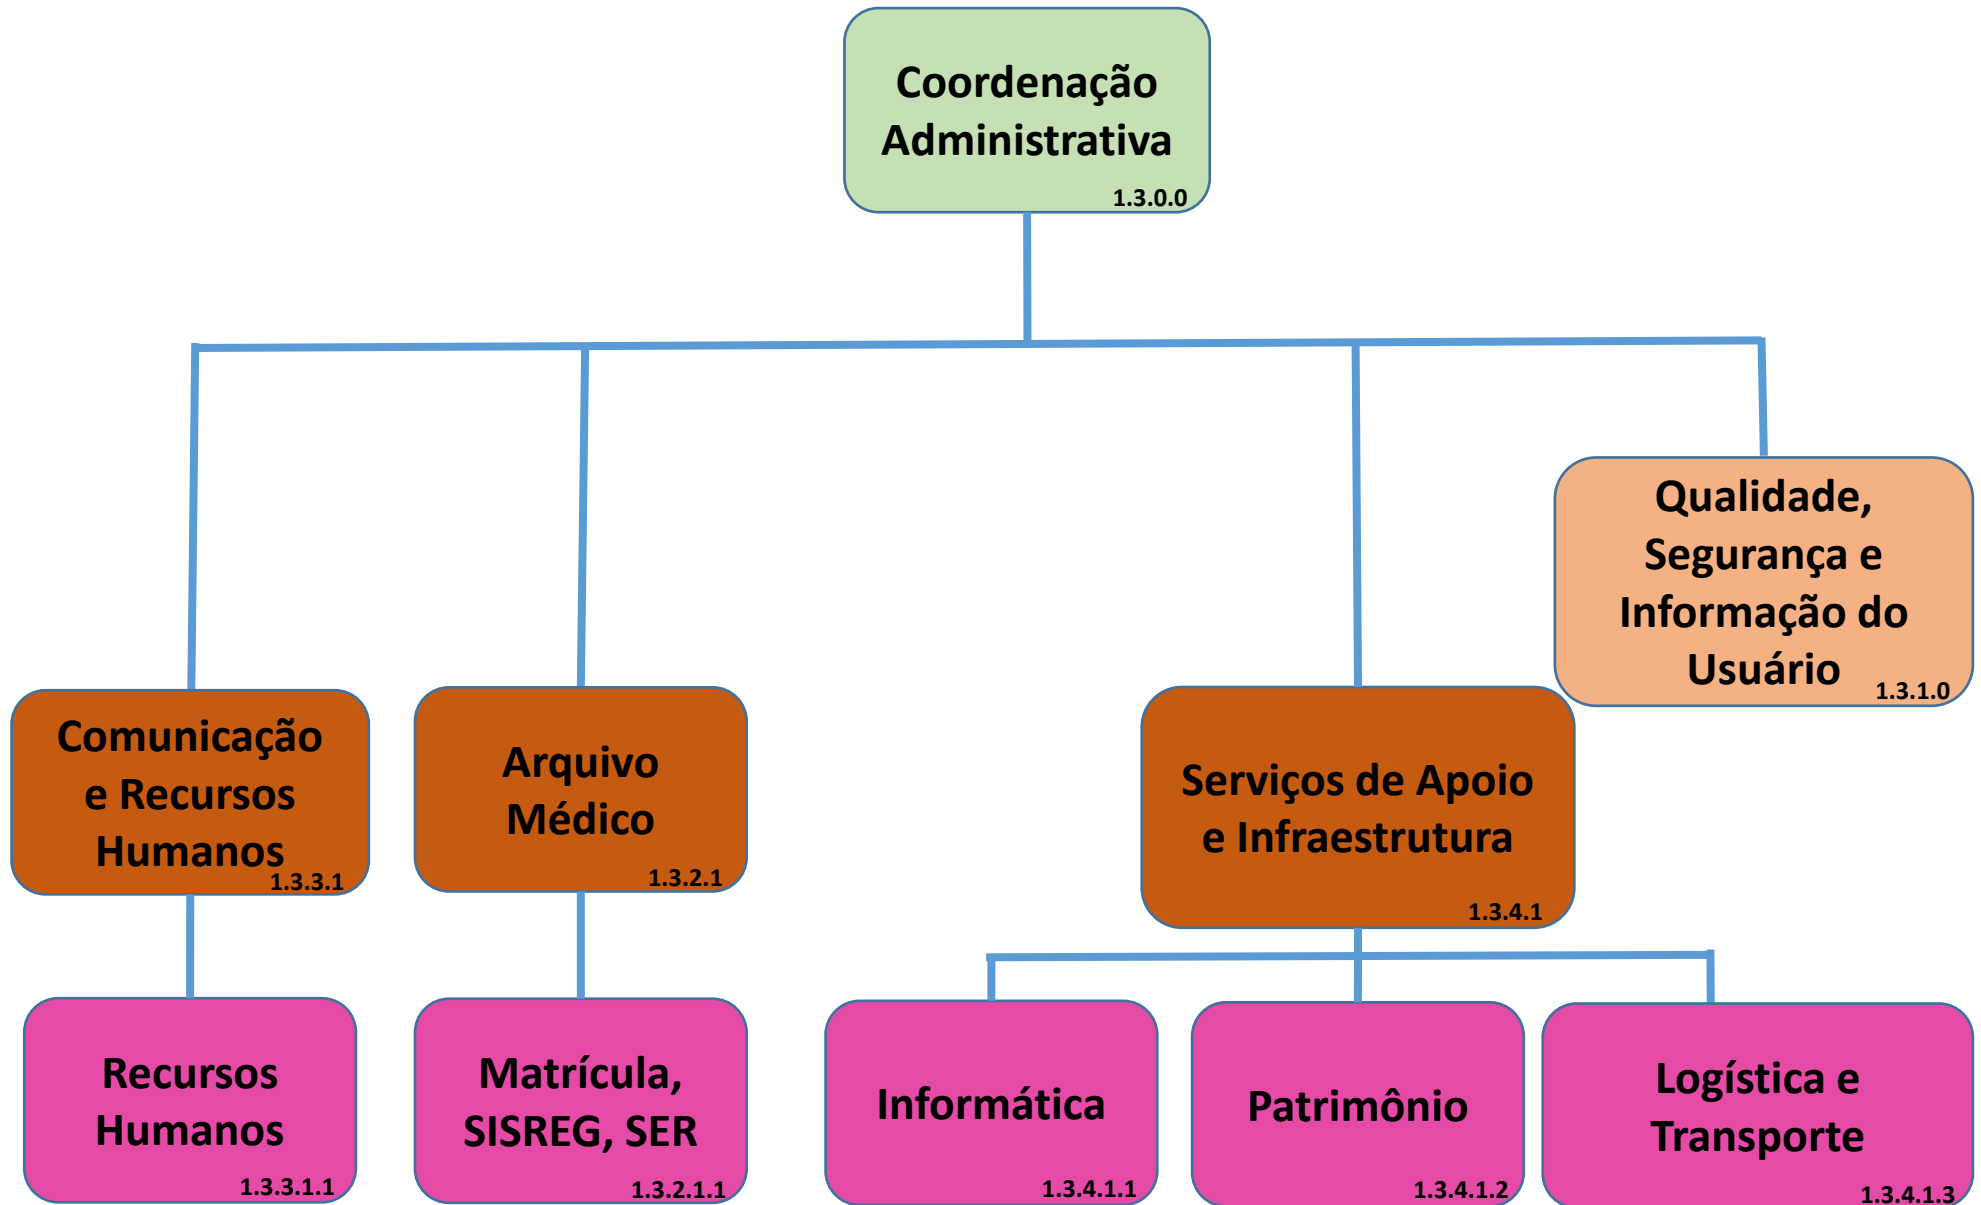 Coordenação
Administrativa
1.3.0.0
Qualidade,
Segurança e
Informação do
Usuário
1.3.1.0
Comunicação
e Recursos
Humanos
1.3.3.1
Arquivo
Médico
1.3.2.1
Serviços de Apoio
e Infraestrutura
1.3.4.1
Recursos
Humanos
1.3.3.1.1
Matrícula,
SISREG, SER
1.3.2.1.1
Informática
1.3.4.1.1
Patrimônio
1.3.4.1.2
Logística e
Transporte
1.3.4.1.3